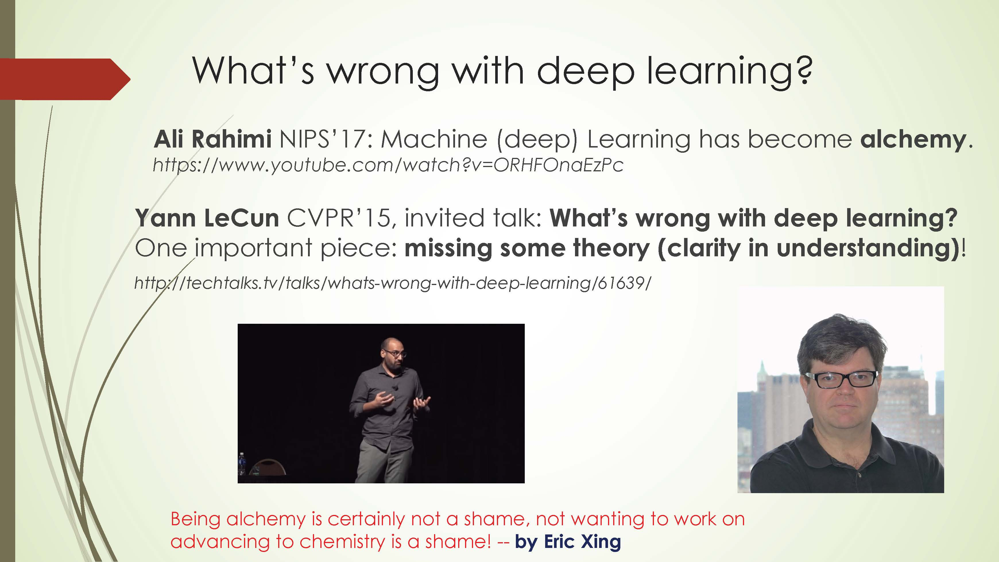 What's wrong with deep learning?
Ali Rahimi NIPS'17: Machine (deep) Learning has become alchemy.
https://www.youtube.com/watch?v=ORHFOnaEzPc
Yann LeCun CVPR'15, invited talk: What's wrong with deep learning?
One important piece: missing some theory (clarity in understanding)!
http://techtalks.tv/talks/whats-wrong-with-deep-learning/61639/
Being alchemy is certainly not a shame, not wanting to work on
advancing to chemistry is a shame! -- by Eric Xing